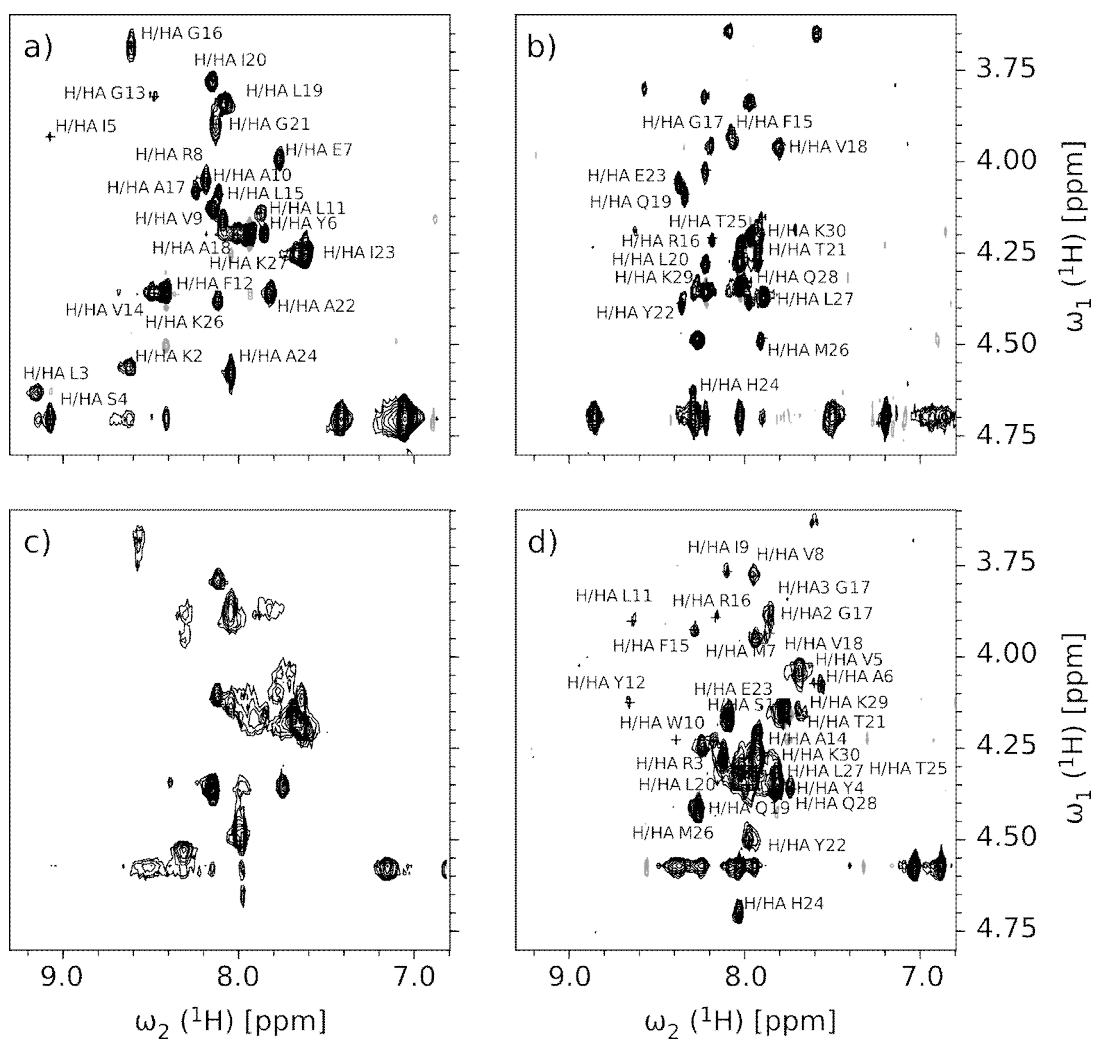 a)
H/HA G16
H/HA I20
H/HA G13
H/HA L19
H/HA I5
H/HA G21
H/HA R8
H/HA E7
H/HA A10
H/HA A17
H/HA L15
H/HA L11
H/HA V9
H/HA Y6
H/HA A18
H/HA I23
H/HA K27
H/HA F12
H/HA V14
H/HA A22
H/HA K26
H/HA K2
H/HA A24
H/HA L3
H/HA S4
b)
H/HA G17
H/HA F15
H/HA V18
H/HA E23
H/HA Q19
H/HA T25
H/HA K30
H/HA R16
H/HA T21
H/HA L20
H/HA K29
H/HA Q28
H/HA Y22
H/HA L27
H/HA M26
H/HA H24
3.75
4.00
4.25
4.50
4.75
ω1 (1H) [ppm]
c)
9.0
8.0
7.0
ω2 (1H) [ppm]
d)
H/HA I9
H/HA V8
H/HA3 G17
H/HA L11
H/HA R16
H/HA2 G17
H/HA F15
H/HA M7
H/HA V18
H/HA V5
H/HA A6
H/HA Y12
H/HA E23
H/HA S1
H/HA K29
H/HA W10
H/HA T21
H/HA A14
H/HA R3
H/HA K30
H/HA L27
H/HA T25
H/HA L20
H/HA Y4
H/HA Q19
H/HA Q28
H/HA M26
H/HA Y22
H/HA H24
3.75
4.00
4.25
4.50
4.75
ω1 (1H) [ppm]
9.0
8.0
7.0
ω2 (1H) [ppm]